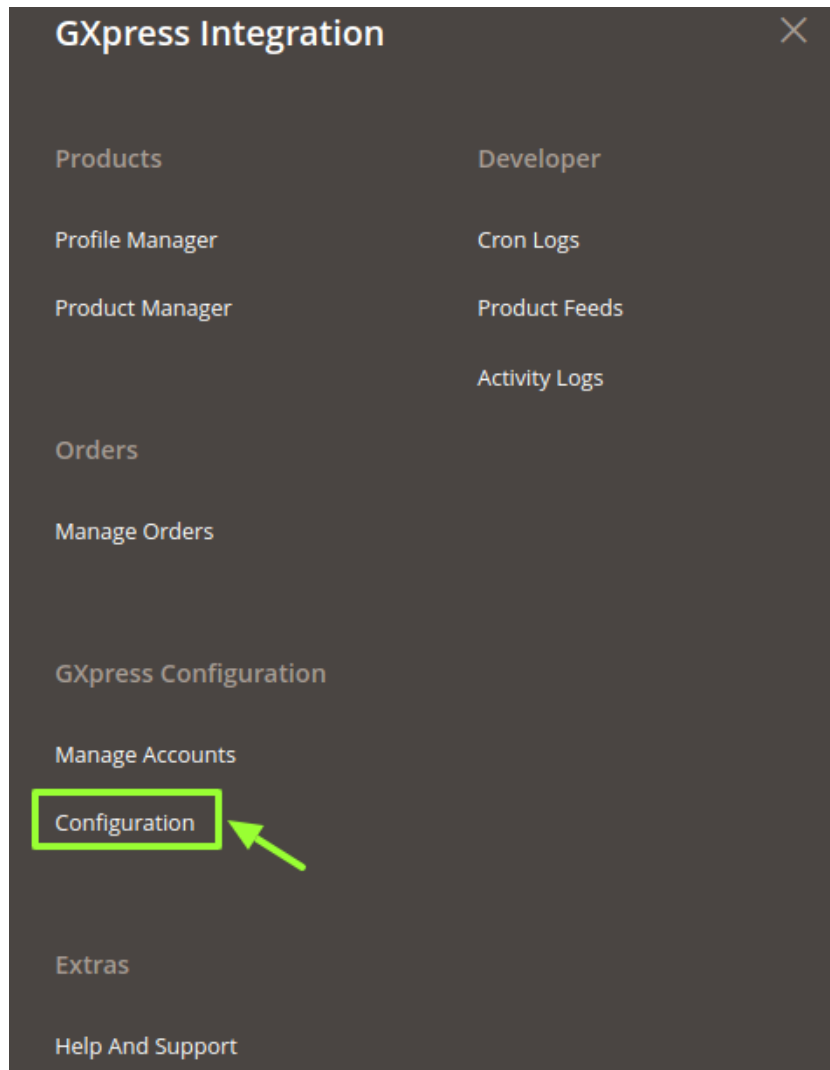 GXpress Integration
Products
Profile Manager
Product Manager
Developer
Cron Logs
Product Feeds
Activity Logs
Orders
Manage Orders
GXpress Configuration
Manage Accounts
Configuration
Extras
Help And Support